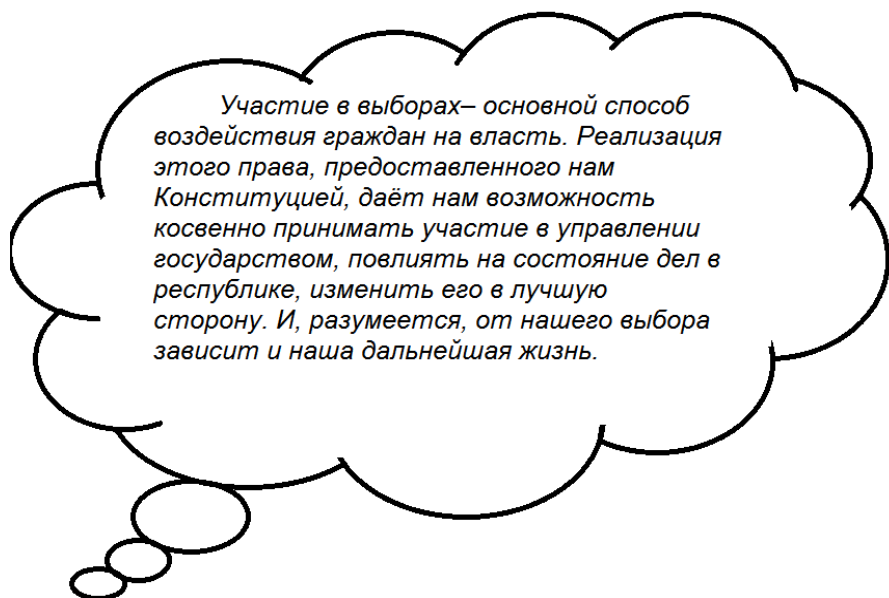 Участие в выборах– основной способ
воздействия граждан на власть. Реализация
этого права, предоставленного нам
Конституцией, даёт нам возможность
косвенно принимать участие в управлении
государством, повлиять на состояние дел в
республике, изменить его в лучшую
сторону. И, разумеется, от нашего выбора
зависит и наша дальнейшая жизнь.